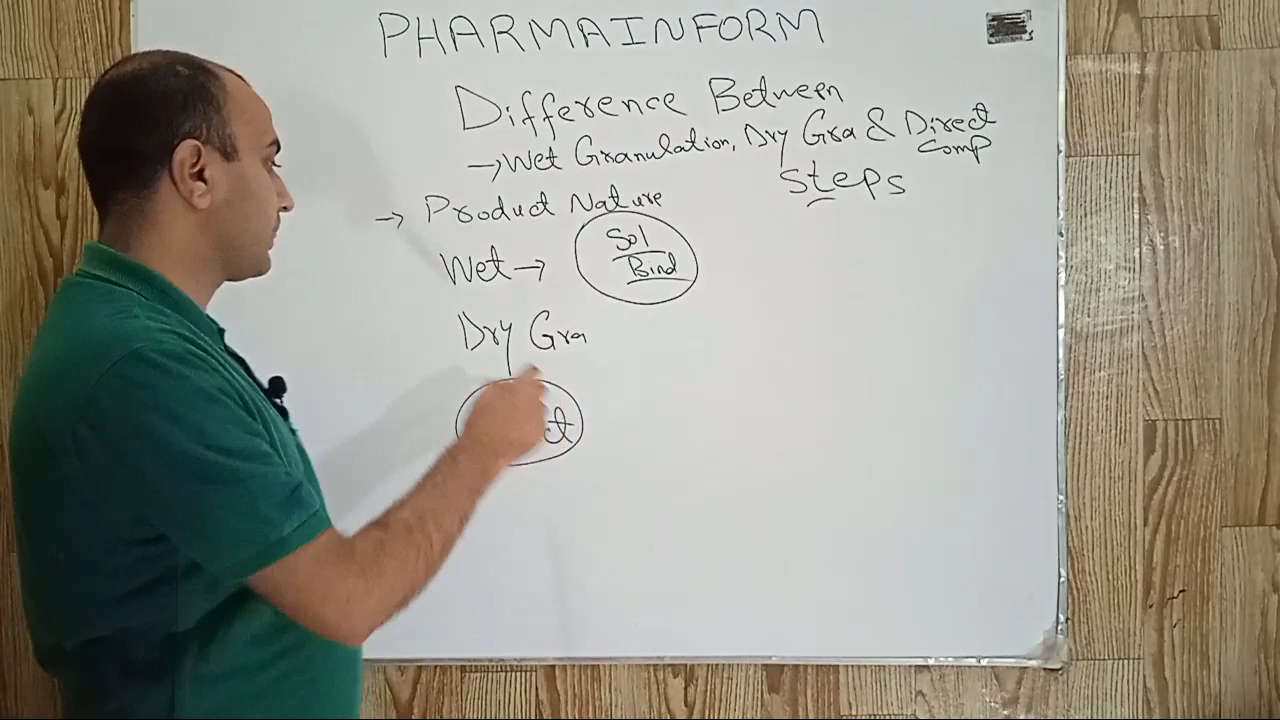 PHARMAINFORM
Difference Between
→ Wet Granulation, Dry Gra & Direct Comp
Steps
→ Product Nature
Wet → Sol
Bind
Dry Gra